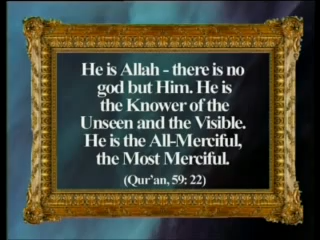 He is Allah - there is no
god but Him. He is
the Knower of the
Unseen and the Visible.
He is the All-Merciful,
the Most Merciful.
(Qur'an, 59: 22)